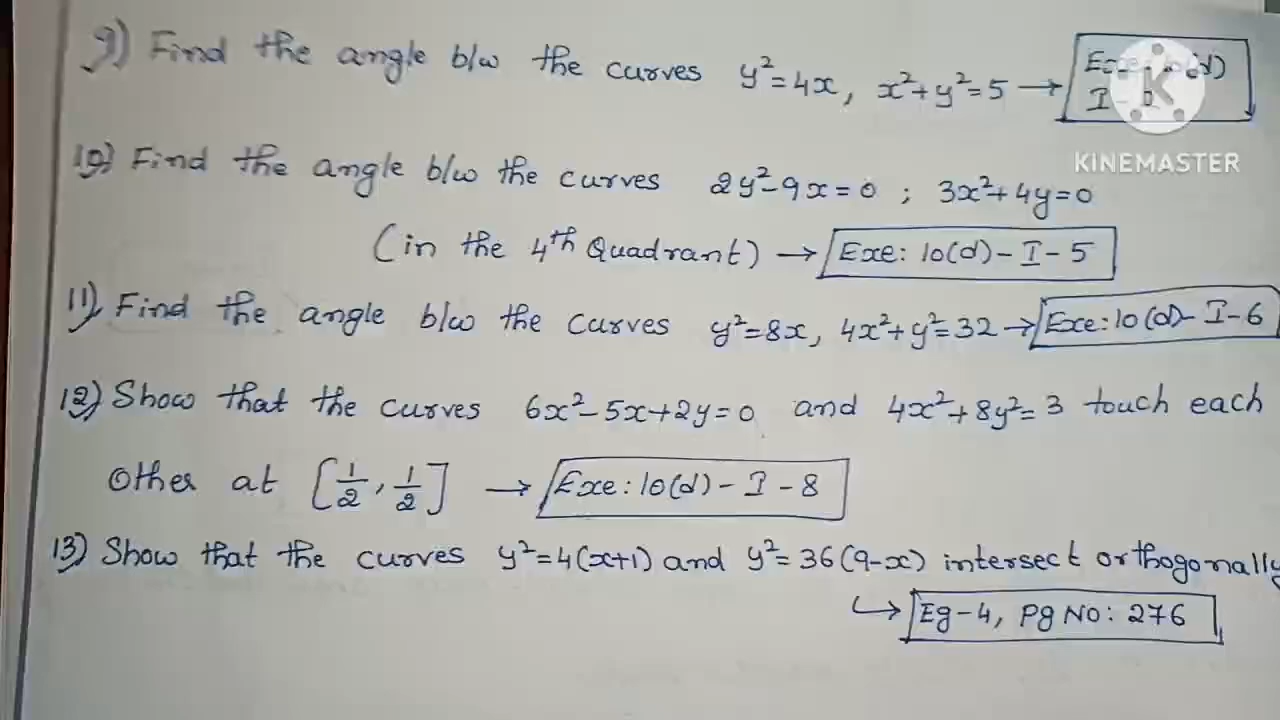 9) Find the angle b/w the curves y²=4x, x²+y²=5 →
KINEMASTER
10) Find the angle b/w the curves 2y²-9x=0 ; 3x²+4y=0
(in the 4th Quadrant) → Exe: 10(d)-I-5
11) Find the angle b/w the curves y²=8x, 4x²+y²=32 → Exe:10(d)-I-6
12) Show that the curves 6x²-5x+2y=0 and 4x²+8y²=3 touch each
Other at [1/2, 1/2] → Exe:10(d)-I-8
13) Show that the curves y²=4(x+1) and y²=36(9-x) intersect orthogonally
↪ Eg-4, Pg No: 276